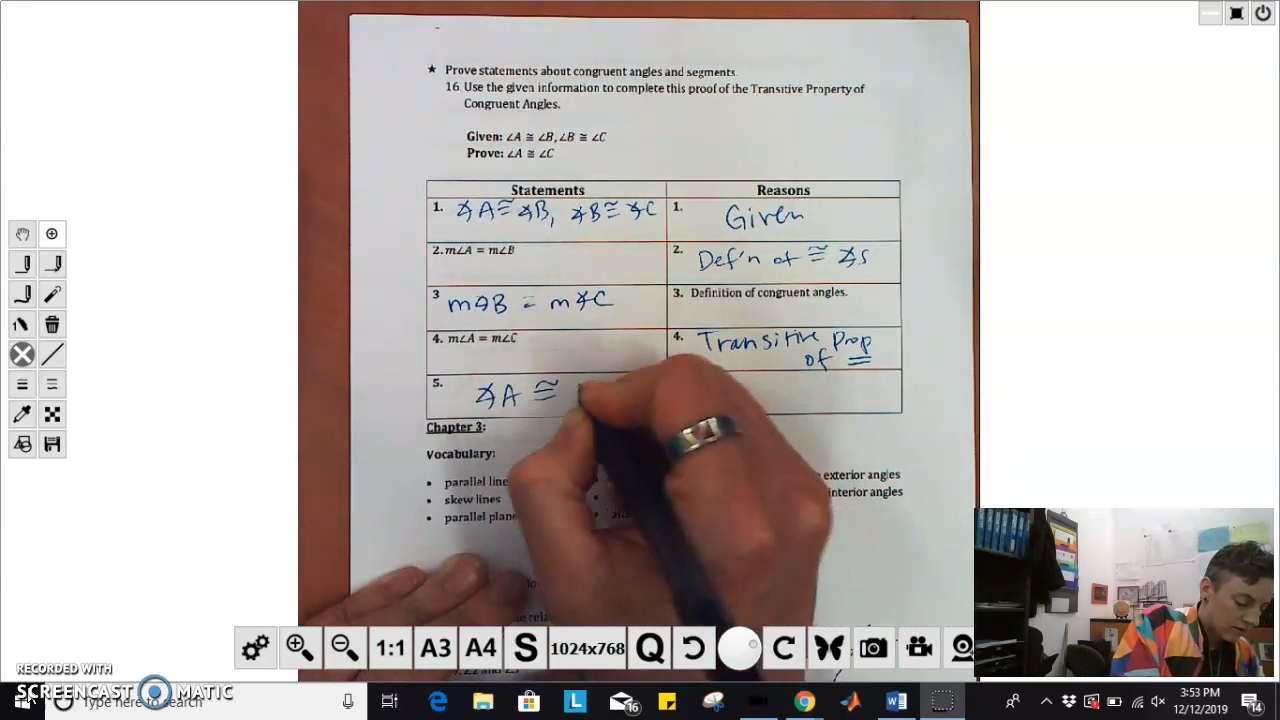 ★ Prove statements about congruent angles and segments.
16. Use the given information to complete this proof of the Transitive Property of
Congruent Angles.
Given: ∠A ≅ ∠B, ∠B ≅ ∠C
Prove: ∠A ≅ ∠C
Statements Reasons
1. ∡A ≅ ∡B, ∡B ≅ ∡C 1. Given
2. m∠A = m∠B 2. Def'n of ≅ ∡s
3 m∡B = m∡C 3. Definition of congruent angles.
4. m∠A = m∠C 4. Transitive Prop
of =
5. ∡A ≅
Chapter 3:
Vocabulary:
• parallel line exterior angles
• skew lines • interior angles
• parallel plane •
1:1 A3 A4 S 1024x768 Q
RECORDED WITH
SCREENCAST MATIC
Type here to search
L
16
W
3:53 PM
12/12/2019
14